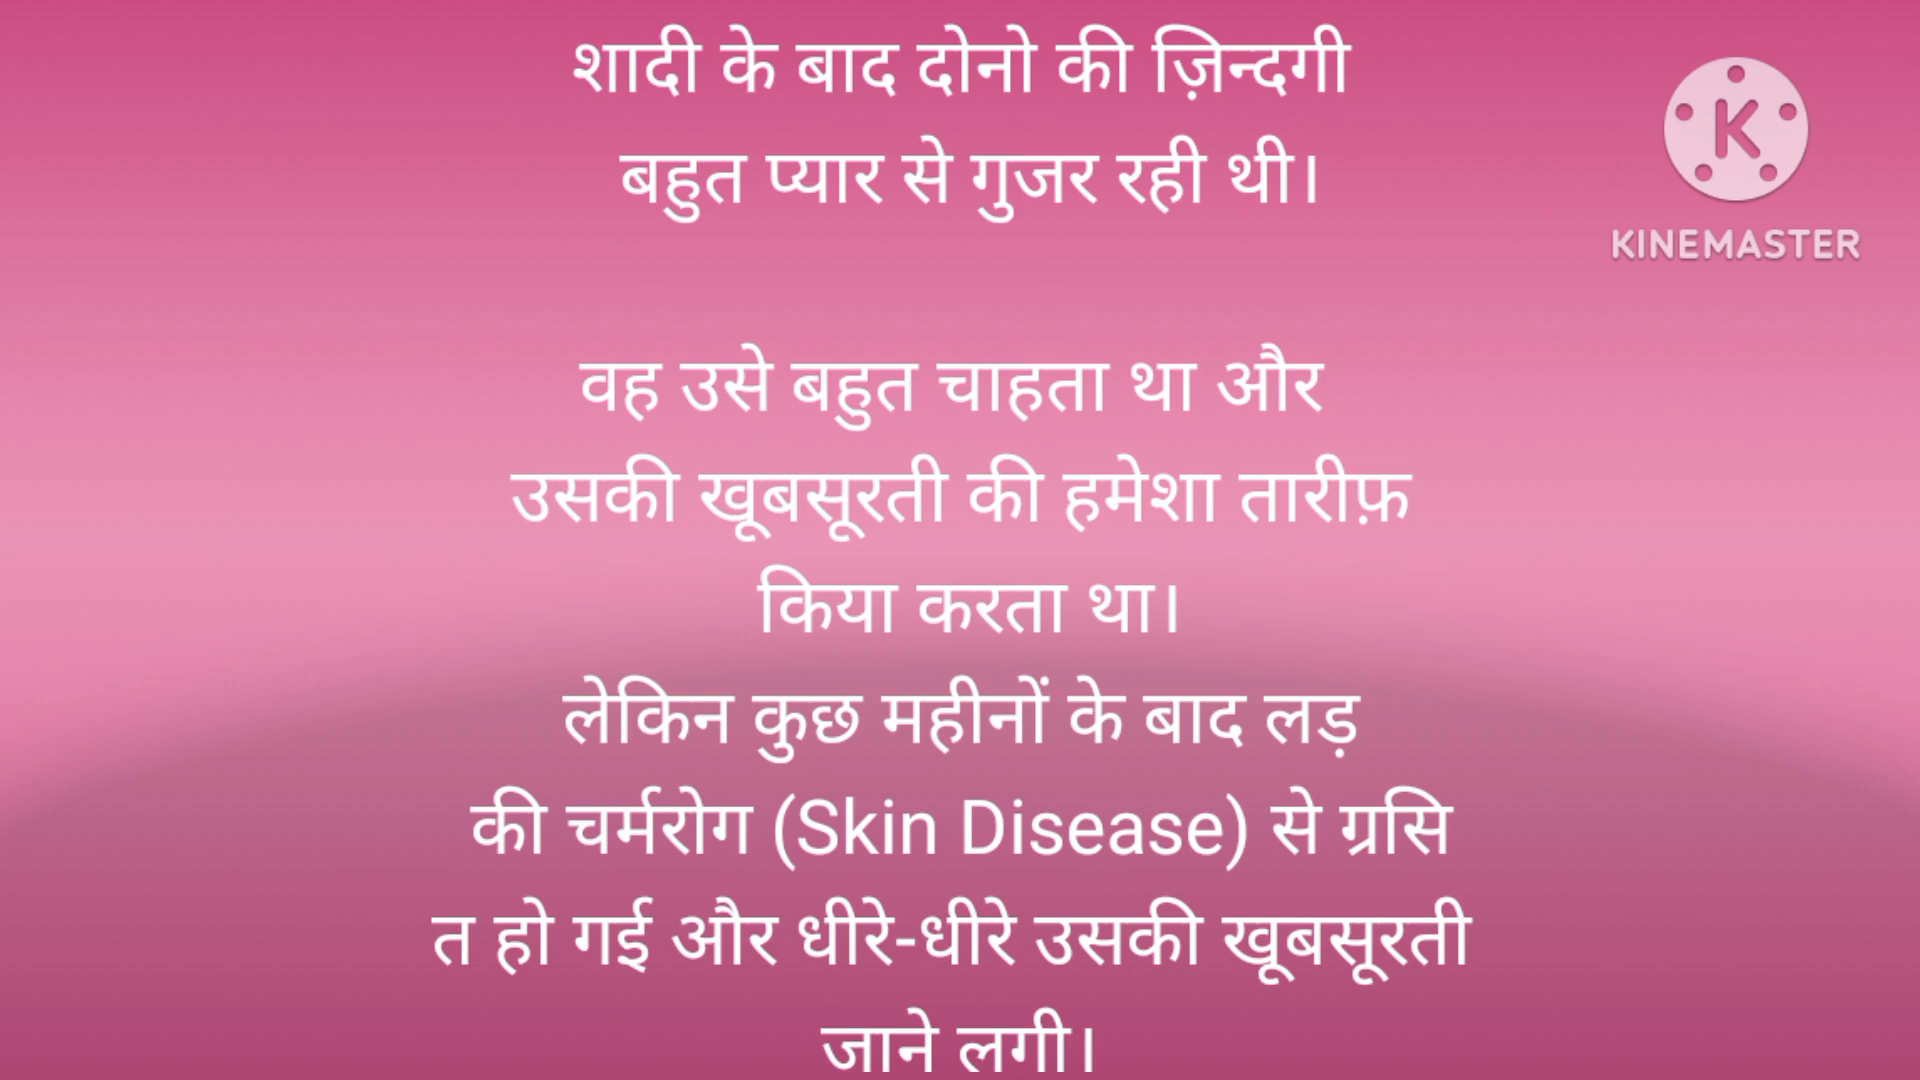 शादी के बाद दोनो की ज़िन्दगी
बहुत प्यार से गुजर रही थी।
KINEMASTER
वह उसे बहुत चाहता था और
उसकी खूबसूरती की हमेशा तारीफ़
किया करता था।
लेकिन कुछ महीनों के बाद लड़
की चर्मरोग (Skin Disease) से ग्रसि
त हो गई और धीरे-धीरे उसकी खूबसूरती
जाने लगी।